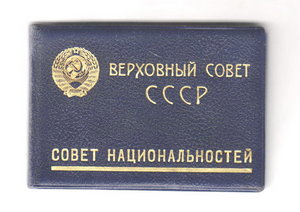 ВЕРХОВНЫЙ СОВЕТ
СССР
СОВЕТ НАЦИОНАЛЬНОСТЕЙ